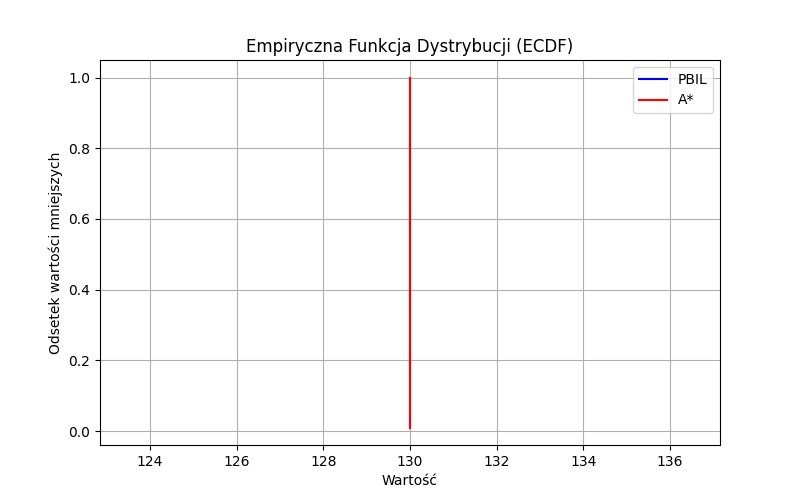 Empiryczna Funkcja Dystrybucji (ECDF)
PBIL
A*
Odsetek wartości mniejszych
1.0
0.8
0.6
0.4
0.2
0.0
124 126 128 130 132 134 136
Wartość